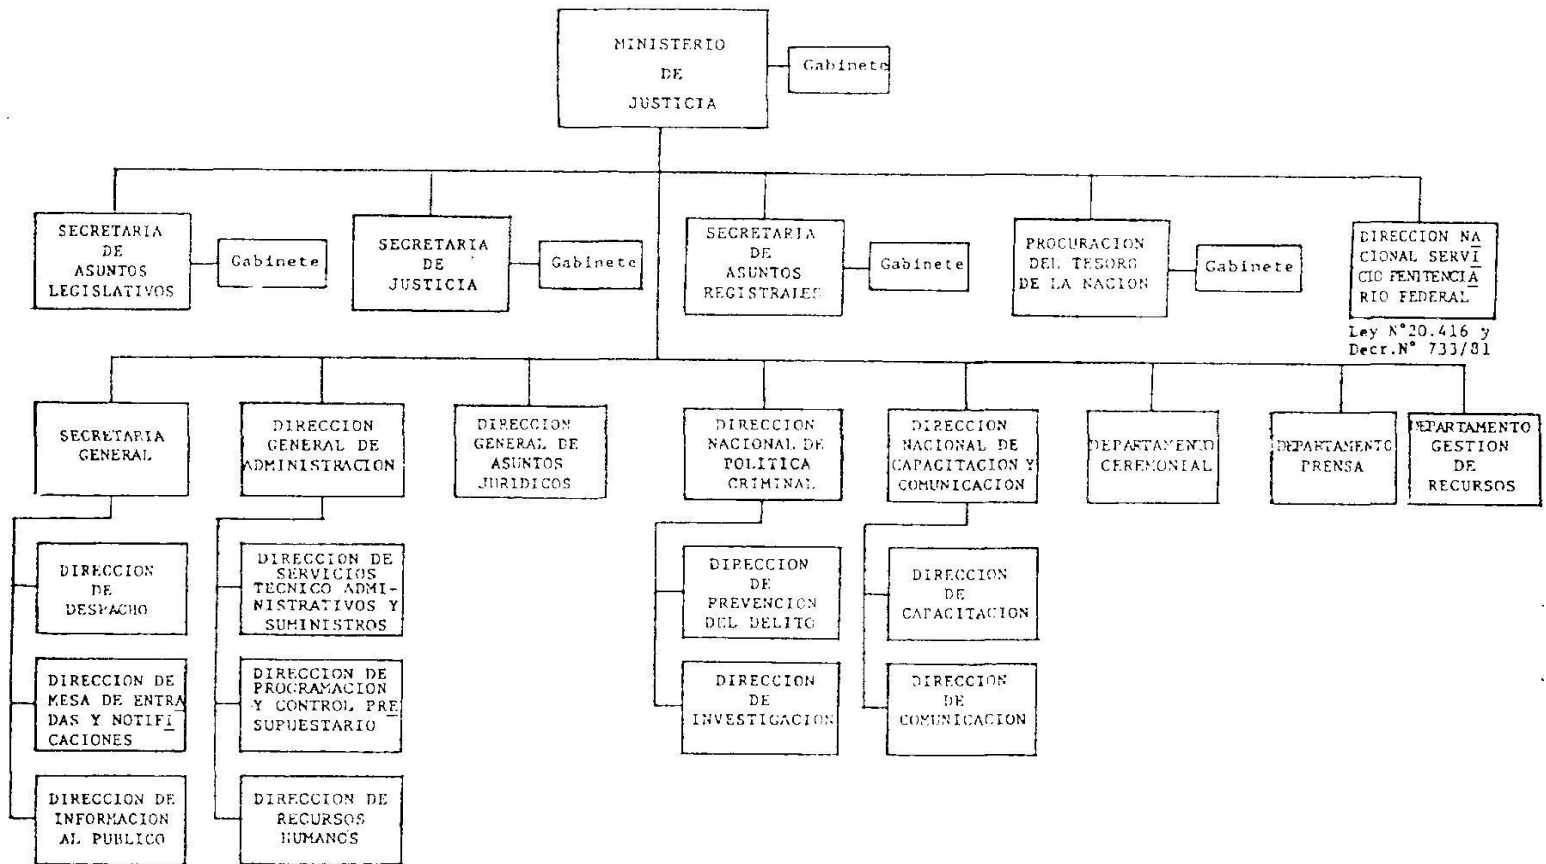 MINISTERIO
DE
JUSTICIA
Gabinete
SECRETARIA
DE
ASUNTOS
LEGISLATIVOS
Gabinete
SECRETARIA
DE
JUSTICIA
Gabinete
SECRETARIA
DE
ASUNTOS
REGISTRALES
Gabinete
PROCURACION
DEL TESORO
DE LA NACION
Gabinete
DIRECCION NA
CIONAL SERVI
CIO PENITENCIA
RIO FEDERAL
Ley N°20.416 y
Decr.N° 733/81
SECRETARIA
GENERAL
DIRECCION
GENERAL DE
ADMINISTRACION
DIRECCION
GENERAL DE
ASUNTOS
JURIDICOS
DIRECCION
NACIONAL DE
POLITICA
CRIMINAL
DIRECCION
NACIONAL DE
CAPACITACION Y
COMUNICACION
DEPARTAMENTO
CEREMONIAL
DEPARTAMENTO
PRENSA
DEPARTAMENTO
GESTION
DE
RECURSOS
DIRECCION
DE
DESPACHO
DIRECCION DE
SERVICIOS
TECNICO ADMI-
NISTRATIVOS Y
SUMINISTROS
DIRECCION
DE
PREVENCION
DEL DELITO
DIRECCION
DE
CAPACITACION
DIRECCION DE
MESA DE ENTRA
DAS Y NOTIFI
CACIONES
DIRECCION DE
PROGRAMACION
Y CONTROL PRE
SUPUESTARIO
DIRECCION
DE
INVESTIGACION
DIRECCION
DE
COMUNICACION
DIRECCION DE
INFORMACION
AL PUBLICO
DIRECCION DE
RECURSOS
HUMANOS